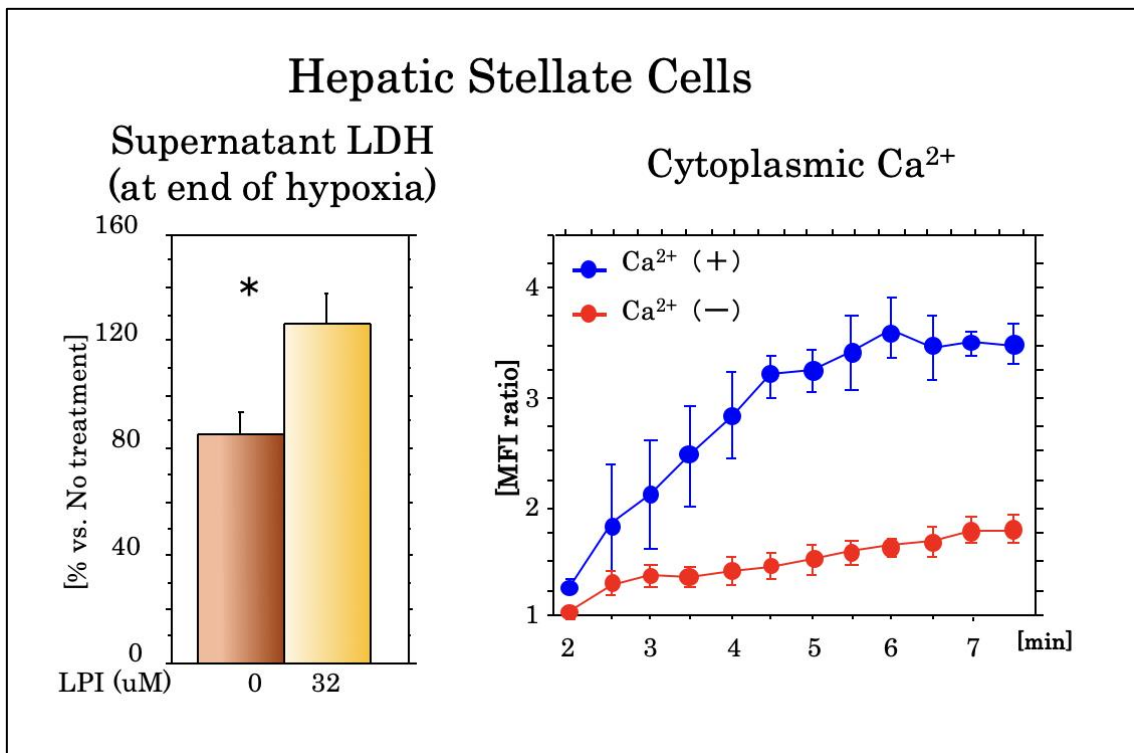 Hepatic Stellate Cells
Supernatant LDH
(at end of hypoxia)
160
120
80
40
0
[% vs. No treatment]
*
LPI (uM) 0 32
Cytoplasmic Ca²⁺
Ca²⁺ (+)
Ca²⁺ (−)
4
3
2
1
[MFI ratio]
2 3 4 5 6 7 [min]